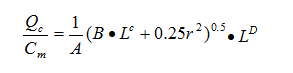 Q_c / C_m = 1 / A (B • L^c + 0.25r^2)^0.5 • L^D